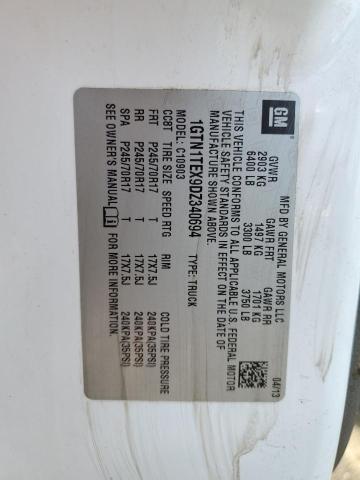 GM
MFD BY GENERAL MOTORS LLC
04/13
GVWR GAWR FRT GAWR RR
2903 KG 1497 KG 1701 KG
6400 LB 3300 LB 3750 LB
THIS VEHICLE CONFORMS TO ALL APPLICABLE U.S. FEDERAL MOTOR
VEHICLE SAFETY STANDARDS IN EFFECT ON THE DATE OF
MANUFACTURE SHOWN ABOVE.
1GTN1TEX9DZ340694 TYPE: TRUCK
MODEL: C10903
CC8T TIRE SIZE SPEED RTG RIM COLD TIRE PRESSURE
FRT P245/70R17 T 17X7.5J 240KPA(35PSI)
RR P245/70R17 T 17X7.5J 240KPA(35PSI)
SPA P245/70R17 T 17X7.5J 240KPA(35PSI)
SEE OWNER'S MANUAL FOR MORE INFORMATION.